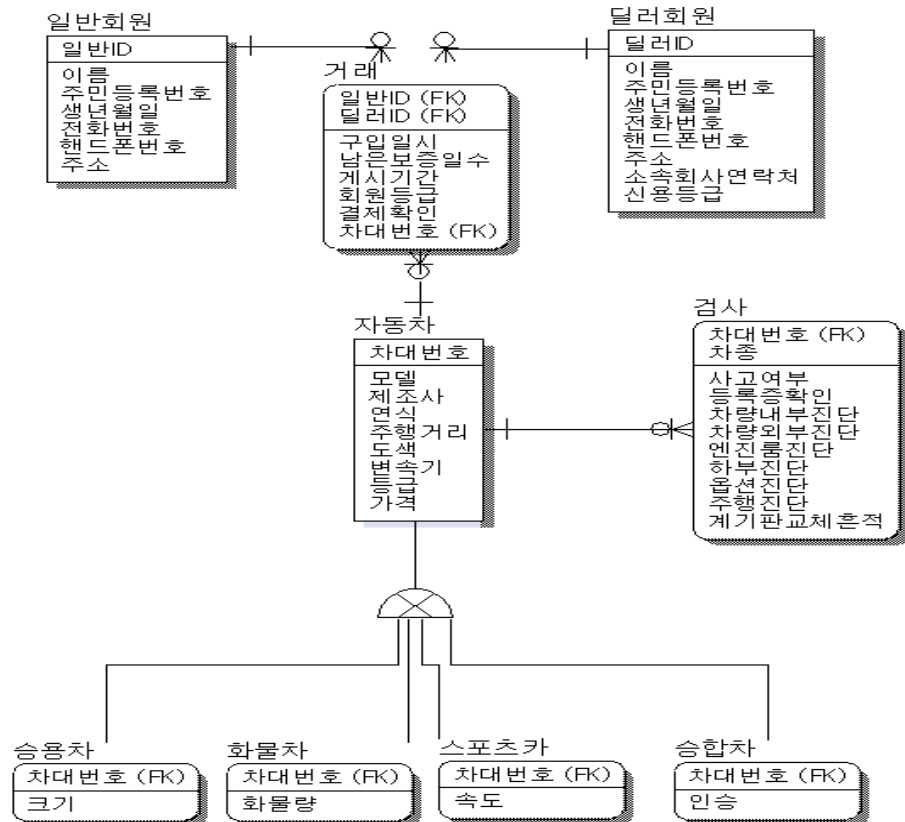 일반회원
일반ID
이름
주민등록번호
생년월일
전화번호
핸드폰번호
주소
딜러회원
딜러ID
이름
주민등록번호
생년월일
전화번호
핸드폰번호
주소
소속회사연락처
신용등급
거래
일반ID (FK)
딜러ID (FK)
구입일시
남은보증일수
게시기간
회원등급
결제확인
차대번호 (FK)
자동차
차대번호
모델
제조사
연식
주행거리
도색
변속기
등급
가격
검사
차대번호 (FK)
차종
사고여부
등록증확인
차량내부진단
차량외부진단
엔진룸진단
하부진단
옵션진단
주행진단
계기판교체흔적
승용차
차대번호 (FK)
크기
화물차
차대번호 (FK)
화물량
스포츠카
차대번호 (FK)
속도
승합차
차대번호 (FK)
인승